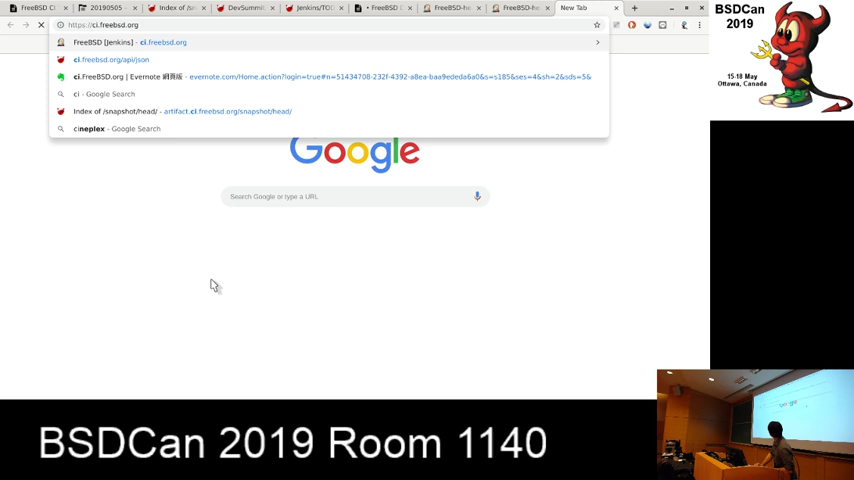 FreeBSD CI
20190505 -
Index of /sn
DevSummit
Jenkins/TOD
• FreeBSD D
FreeBSD-he
FreeBSD-he
New Tab
https://ci.freebsd.org
FreeBSD [Jenkins] - ci.freebsd.org
ci.freebsd.org/api/json
ci.FreeBSD.org | Evernote 網頁版 - evernote.com/Home.action?login=true#n=51434708-232f-4392-a8ea-baa9ededa6a0&s=s185&ses=4&sh=2&sds=5&
ci - Google Search
Index of /snapshot/head/ - artifact.ci.freebsd.org/snapshot/head/
cineplex - Google Search
Google
Search Google or type a URL
BSDCan
2019
15-18 May
Ottawa, Canada
Google
BSDCan 2019 Room 1140